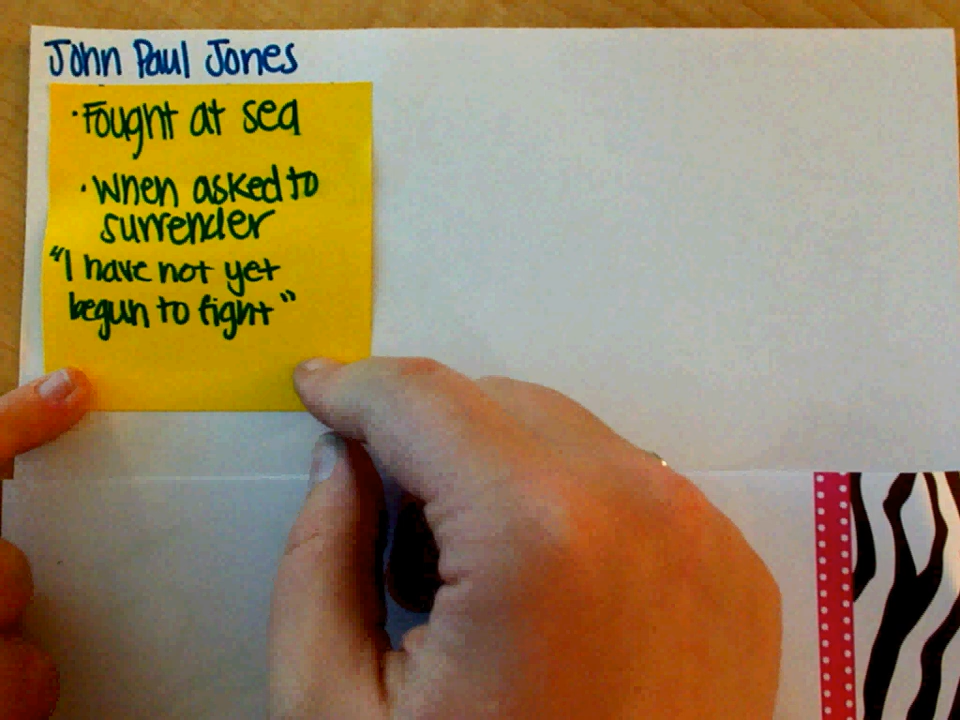 John Paul Jones
· Fought at sea
· When asked to
surrender
"I have not yet
begun to fight"